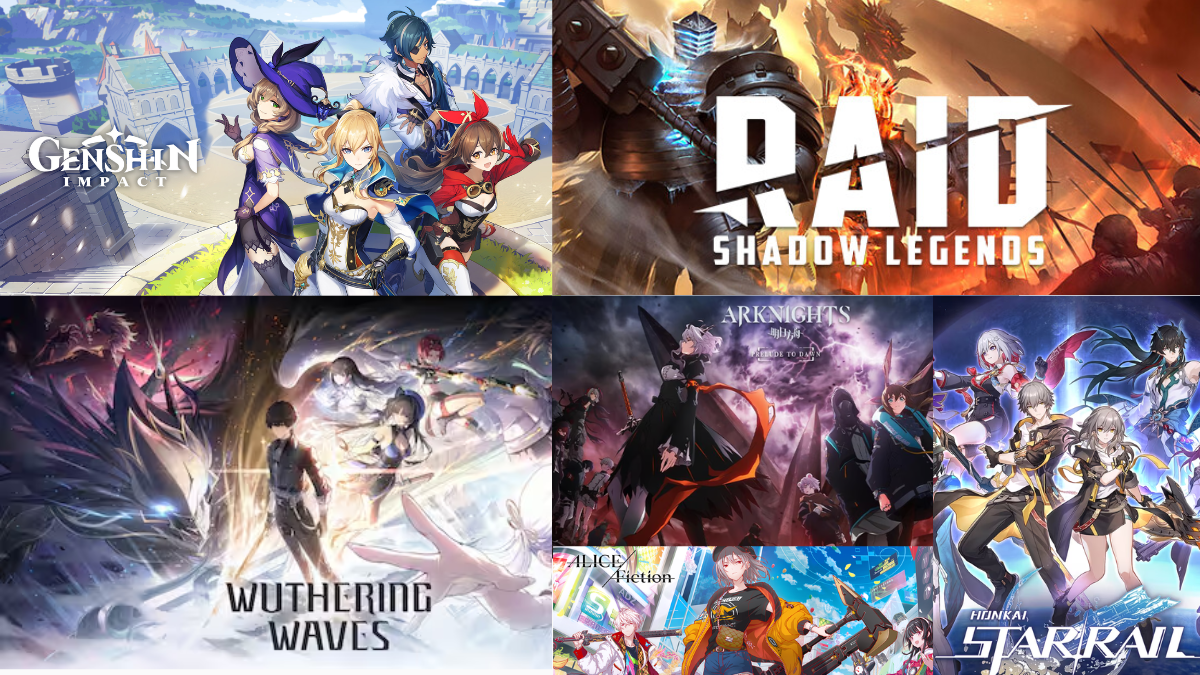 GENSHIN
IMPACT
RAID
SHADOW LEGENDS
WUTHERING
WAVES
ARKNIGHTS
明日方舟
PRELUDE TO DAWN
ALICE
Fiction
HONKAI
STAR RAIL